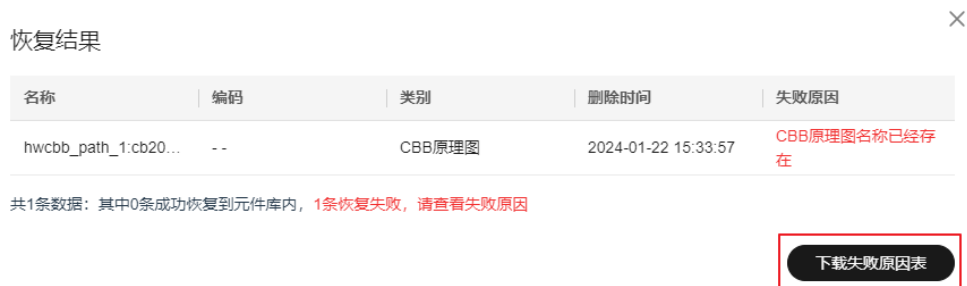 恢复结果
名称 编码 类别 删除时间 失败原因
hwcbb_path_1:cb20... -- CBB原理图 2024-01-22 15:33:57 CBB原理图名称已经存
在
共1条数据：其中0条成功恢复到元件库内，1条恢复失败，请查看失败原因
下载失败原因表